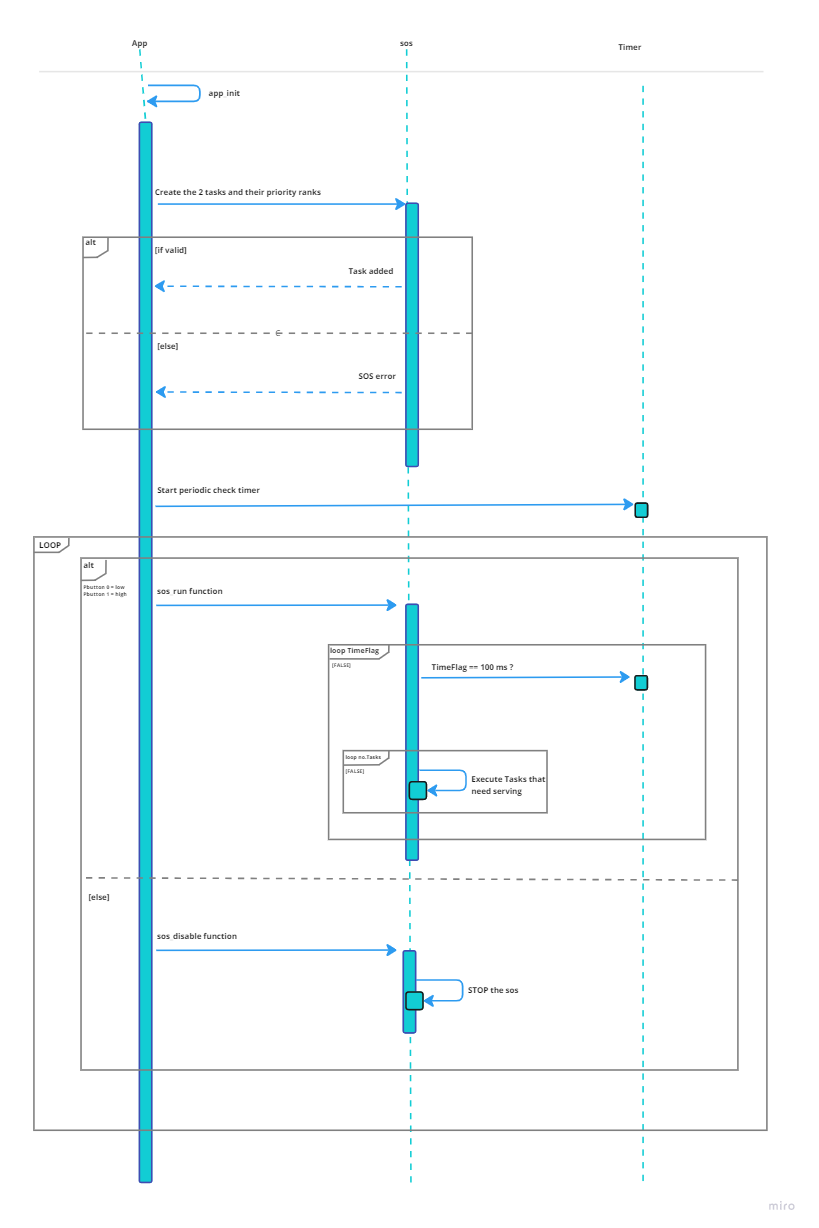 App
sos
Timer
app init
Create the 2 tasks and their priority ranks
alt
[if valid]
Task added
[else]
SOS error
Start periodic check timer
LOOP
alt
Pbutton 0 = low
Pbutton 1 = high
sos run function
loop TimeFlag
[FALSE]
TimeFlag == 100 ms ?
loop no.Tasks
[FALSE]
Execute Tasks that
need serving
[else]
sos disable function
STOP the sos
miro